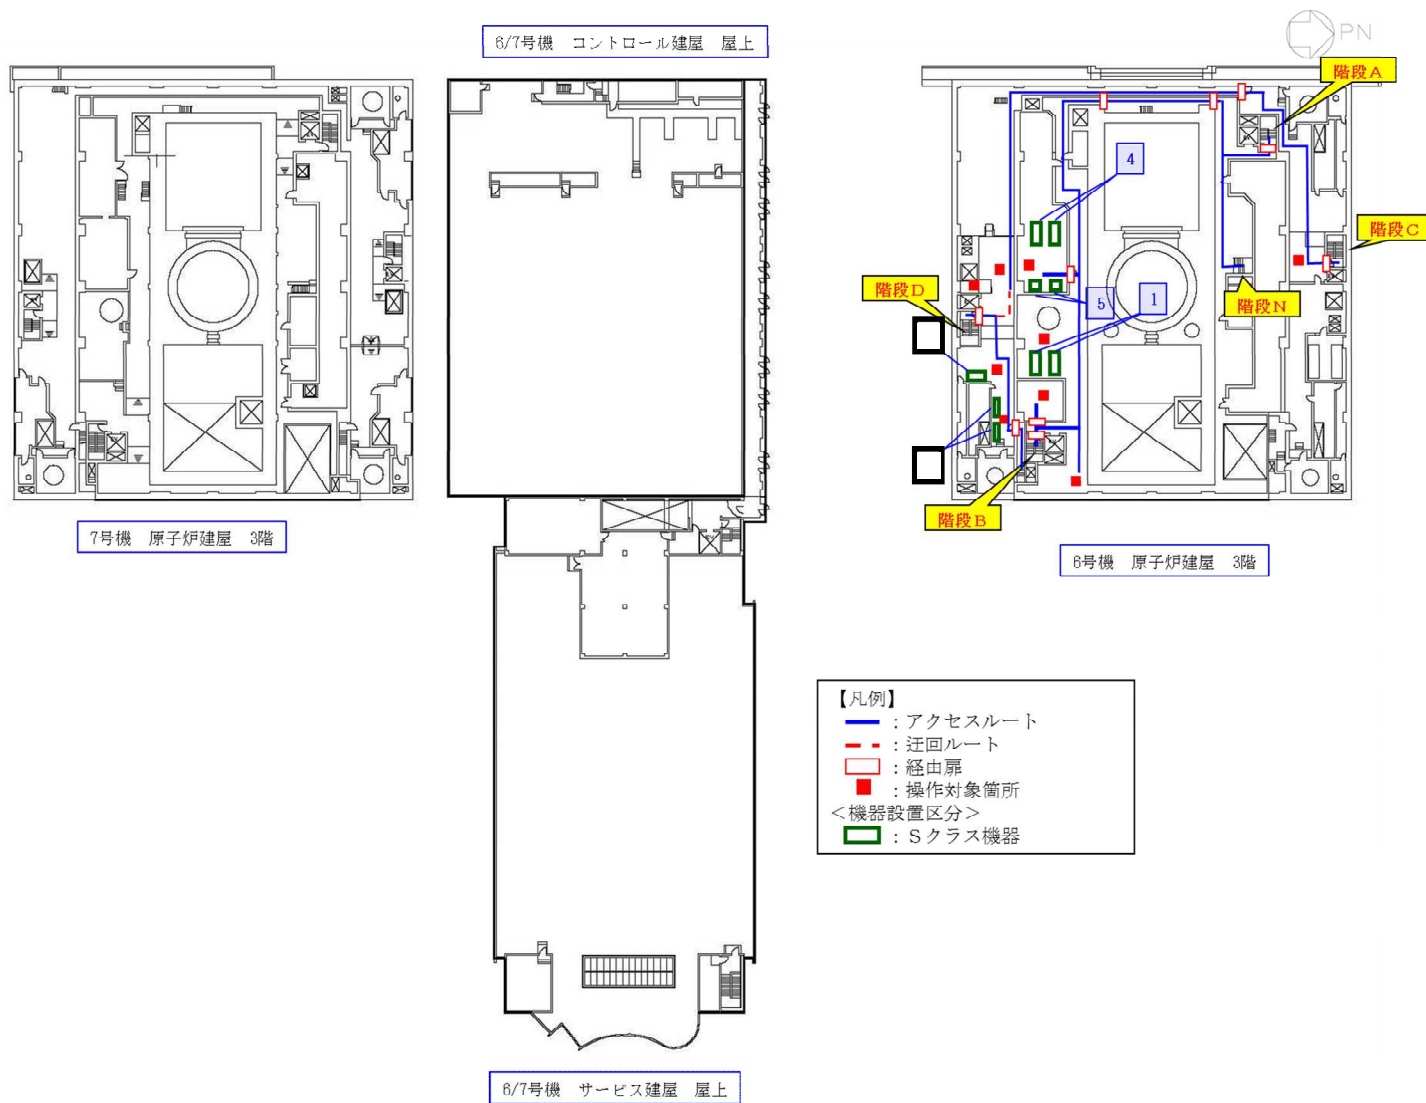 6/7号機 コントロール建屋 屋上
PN
階段A
4
階段C
階段D
5
1
階段N
階段B
7号機 原子炉建屋 3階
6号機 原子炉建屋 3階
【凡例】
：アクセスルート
：迂回ルート
：経由扉
：操作対象箇所
＜機器設置区分＞
：Sクラス機器
6/7号機 サービス建屋 屋上